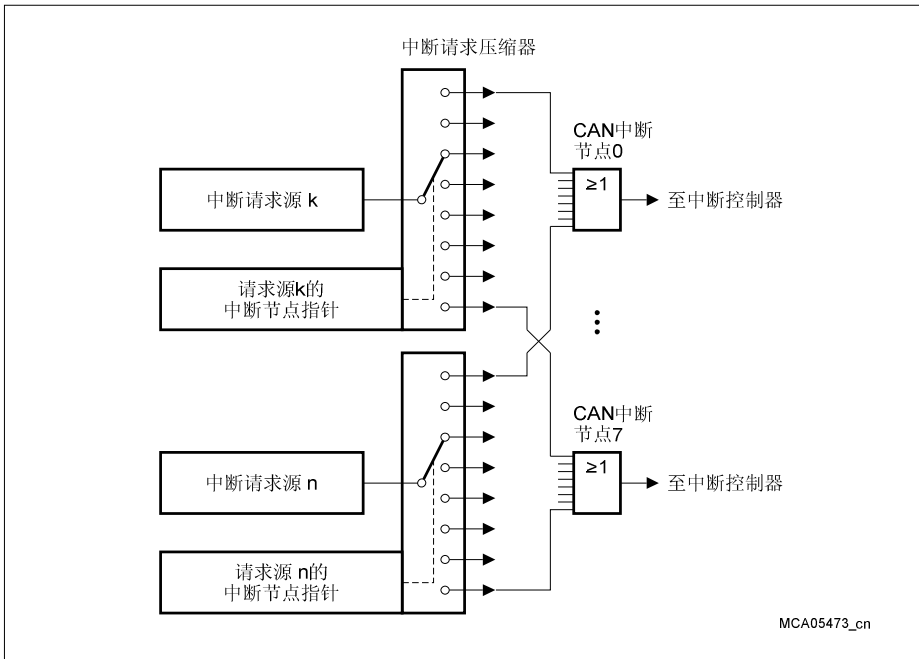 中断请求压缩器
CAN中断
节点0
≥1
中断请求源 k
至中断控制器
请求源k的
中断节点指针
CAN中断
节点7
≥1
中断请求源 n
至中断控制器
请求源 n的
中断节点指针
MCA05473_cn